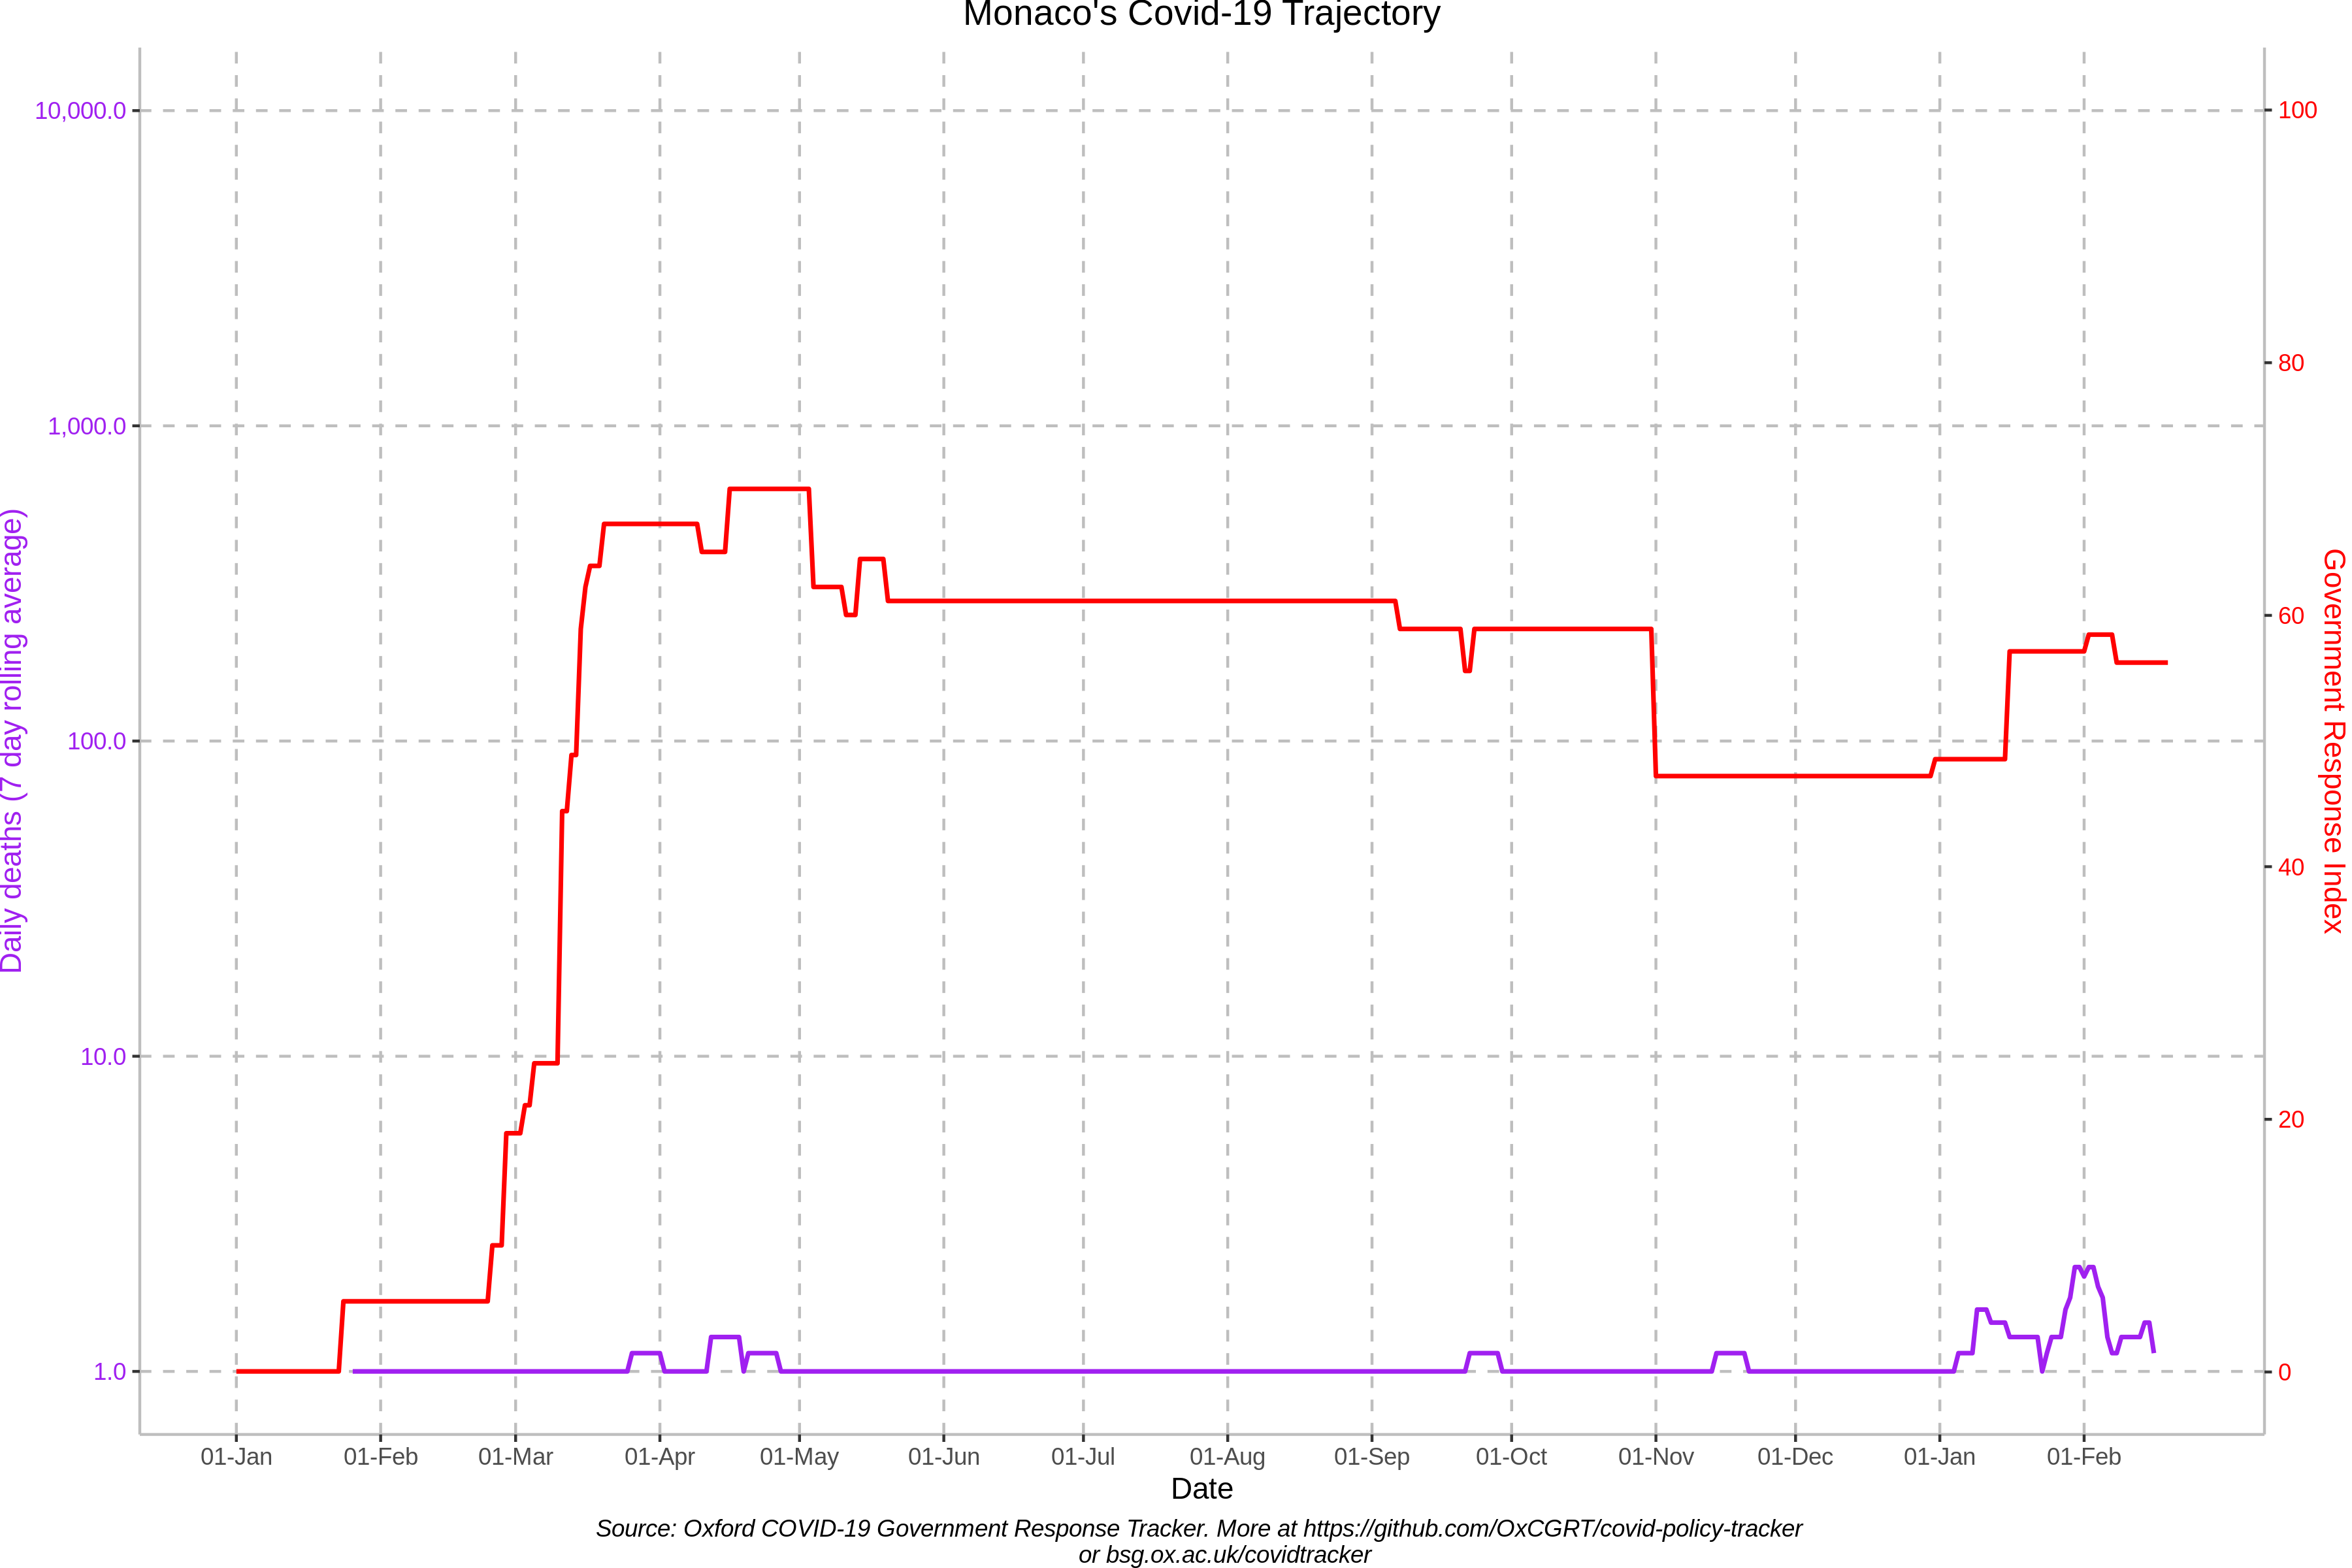 Monaco's Covid-19 Trajectory
10,000.0
1,000.0
100.0
10.0
1.0
Daily deaths (7 day rolling average)
100
80
60
40
20
0
Government Response Index
01-Jan 01-Feb 01-Mar 01-Apr 01-May 01-Jun 01-Jul 01-Aug 01-Sep 01-Oct 01-Nov 01-Dec 01-Jan 01-Feb
Date
Source: Oxford COVID-19 Government Response Tracker. More at https://github.com/OxCGRT/covid-policy-tracker
or bsg.ox.ac.uk/covidtracker